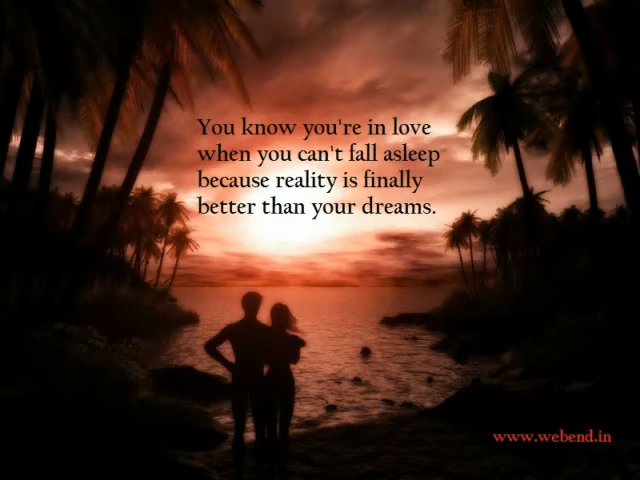 You know you're in love
when you can't fall asleep
because reality is finally
better than your dreams.
www.webend.in